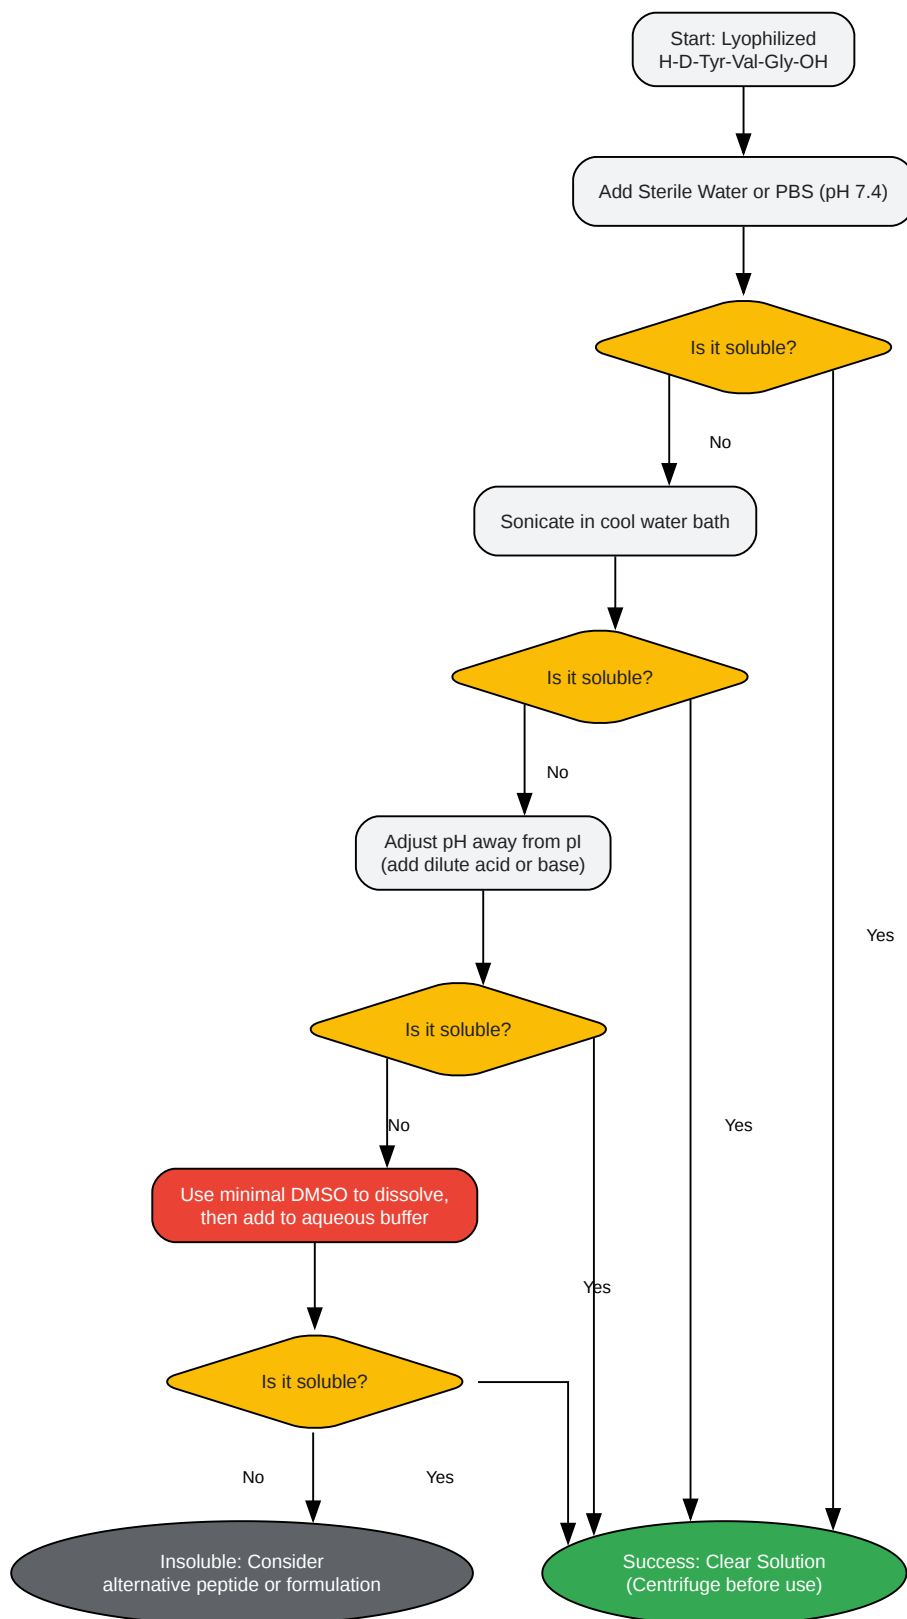 Start: Lyophilized
H-D-Tyr-Val-Gly-OH
Add Sterile Water or PBS (pH 7.4)
Is it soluble?
No
Sonicate in cool water bath
Is it soluble?
No
Adjust pH away from pI
(add dilute acid or base)
Yes
Is it soluble?
No
Yes
Use minimal DMSO to dissolve,
then add to aqueous buffer
Yes
Is it soluble?
No
Yes
Insoluble: Consider
alternative peptide or formulation
Success: Clear Solution
(Centrifuge before use)